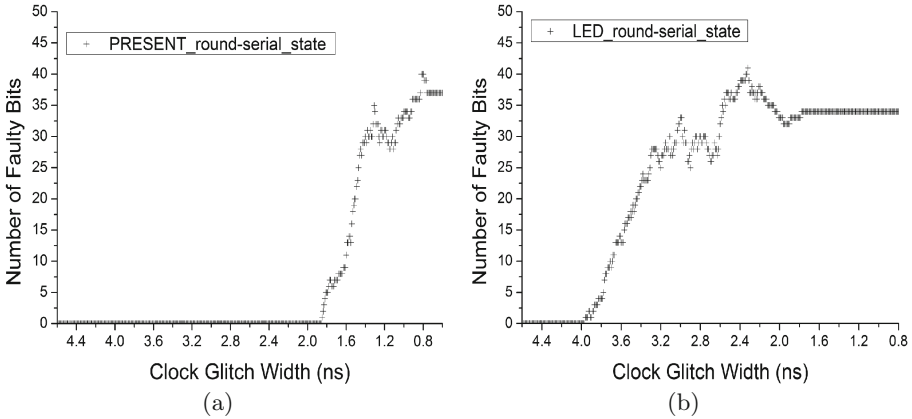 50
45
40
35
30
25
20
15
10
5
0
Number of Faulty Bits
PRESENT_round-serial_state
4.4 4.0 3.6 3.2 2.8 2.4 2.0 1.6 1.2 0.8
Clock Glitch Width (ns)
(a)
50
45
40
35
30
25
20
15
10
5
0
Number of Faulty Bits
LED_round-serial_state
4.4 4.0 3.6 3.2 2.8 2.4 2.0 1.6 1.2 0.8
Clock Glitch Width (ns)
(b)